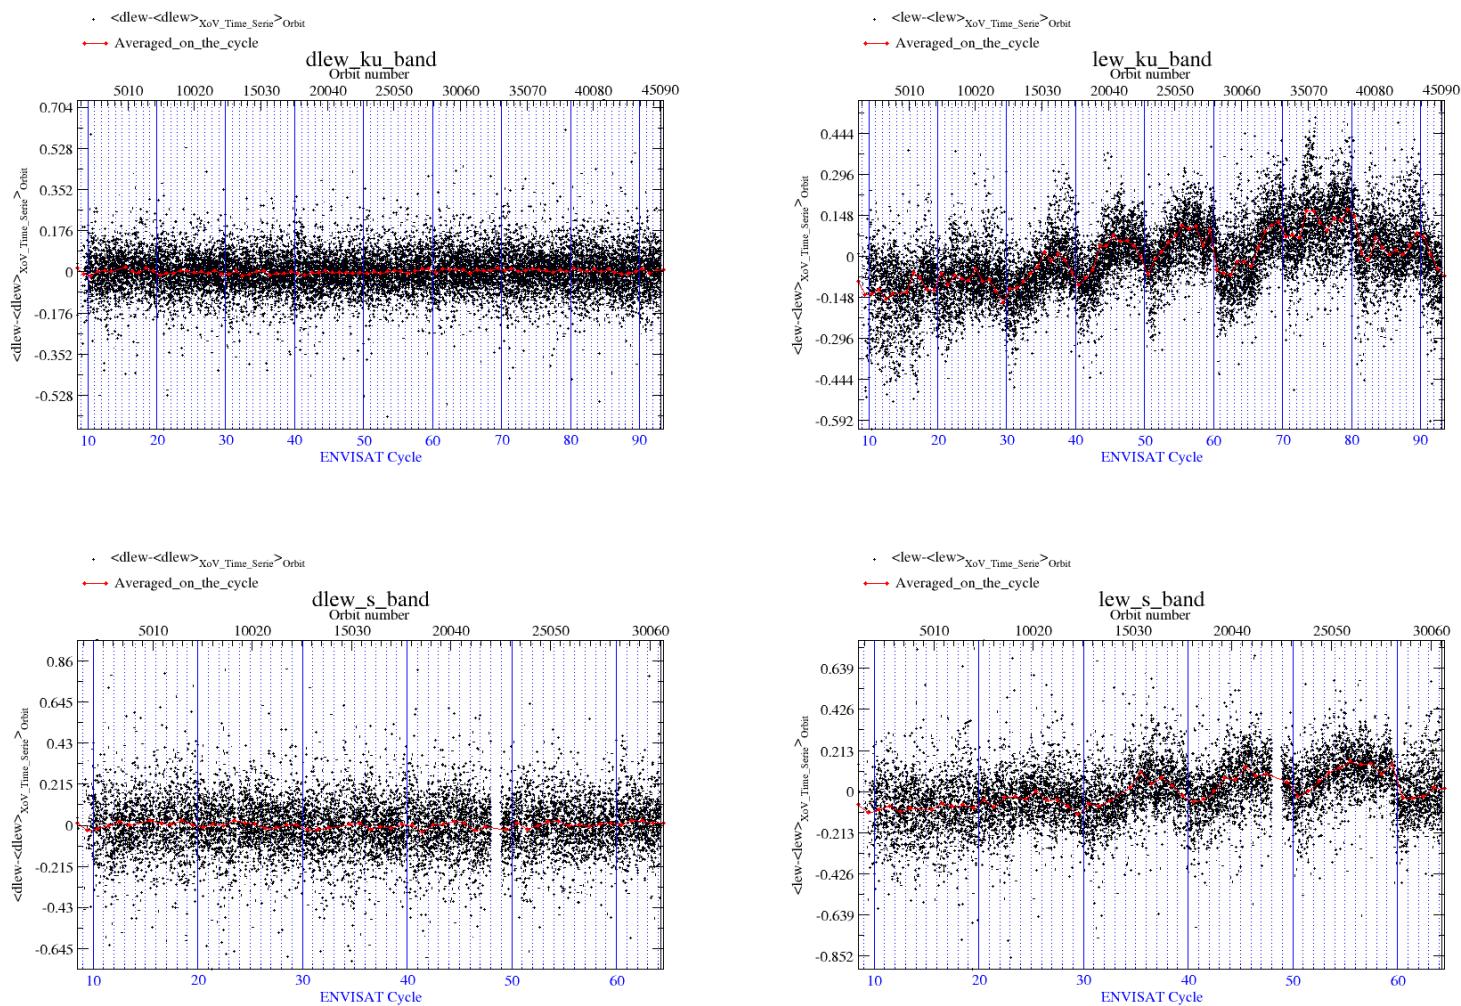 <dlew-<dlew>XoV_Time_Serie>Orbit
Averaged_on_the_cycle
dlew_ku_band
Orbit number
5010 10020 15030 20040 25050 30060 35070 40080 45090
0.704
0.528
0.352
0.176
0
-0.176
-0.352
-0.528
<dlew-<dlew>XoV_Time_Serie>Orbit
10 20 30 40 50 60 70 80 90
ENVISAT Cycle
<lew-<lew>XoV_Time_Serie>Orbit
Averaged_on_the_cycle
lew_ku_band
Orbit number
5010 10020 15030 20040 25050 30060 35070 40080 45090
0.444
0.296
0.148
0
-0.148
-0.296
-0.444
-0.592
<lew-<lew>XoV_Time_Serie>Orbit
10 20 30 40 50 60 70 80 90
ENVISAT Cycle
<dlew-<dlew>XoV_Time_Serie>Orbit
Averaged_on_the_cycle
dlew_s_band
Orbit number
5010 10020 15030 20040 25050 30060
0.86
0.645
0.43
0.215
0
-0.215
-0.43
-0.645
<dlew-<dlew>XoV_Time_Serie>Orbit
10 20 30 40 50 60
ENVISAT Cycle
<lew-<lew>XoV_Time_Serie>Orbit
Averaged_on_the_cycle
lew_s_band
Orbit number
5010 10020 15030 20040 25050 30060
0.639
0.426
0.213
0
-0.213
-0.426
-0.639
-0.852
<lew-<lew>XoV_Time_Serie>Orbit
10 20 30 40 50 60
ENVISAT Cycle